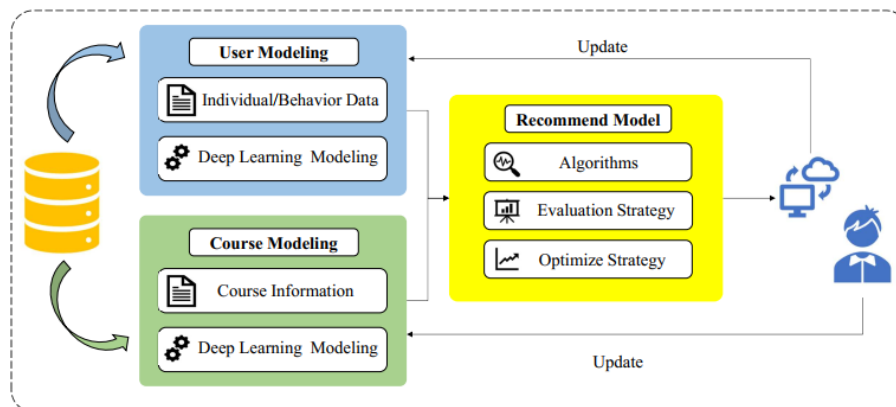 User Modeling
Individual/Behavior Data
Deep Learning Modeling
Course Modeling
Course Information
Deep Learning Modeling
Update
Recommend Model
Algorithms
Evaluation Strategy
Optimize Strategy
Update